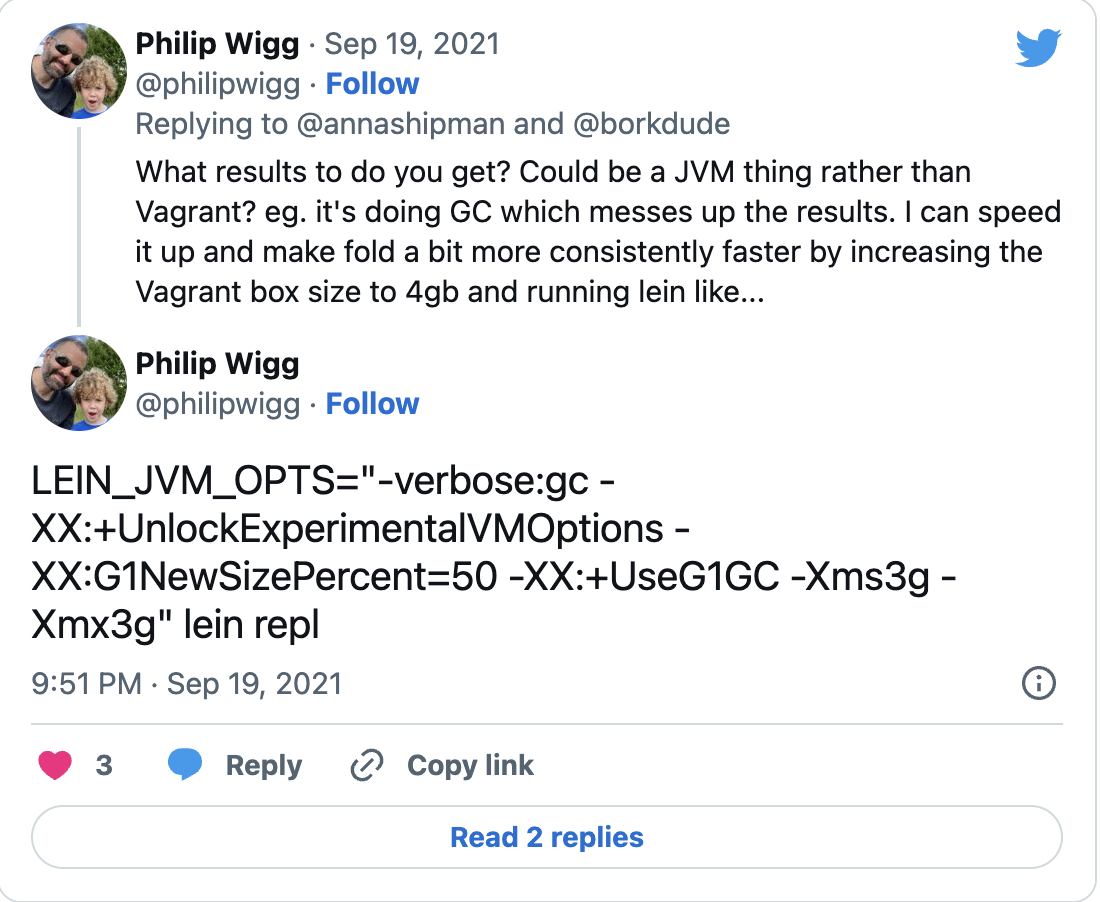 Philip Wigg · Sep 19, 2021
@philipwigg · Follow
Replying to @annashipman and @borkdude
What results to do you get? Could be a JVM thing rather than
Vagrant? eg. it's doing GC which messes up the results. I can speed
it up and make fold a bit more consistently faster by increasing the
Vagrant box size to 4gb and running lein like...
Philip Wigg
@philipwigg · Follow
LEIN_JVM_OPTS="-verbose:gc -
XX:+UnlockExperimentalVMOptions -
XX:G1NewSizePercent=50 -XX:+UseG1GC -Xms3g -
Xmx3g" lein repl
9:51 PM · Sep 19, 2021
3 Reply Copy link
Read 2 replies